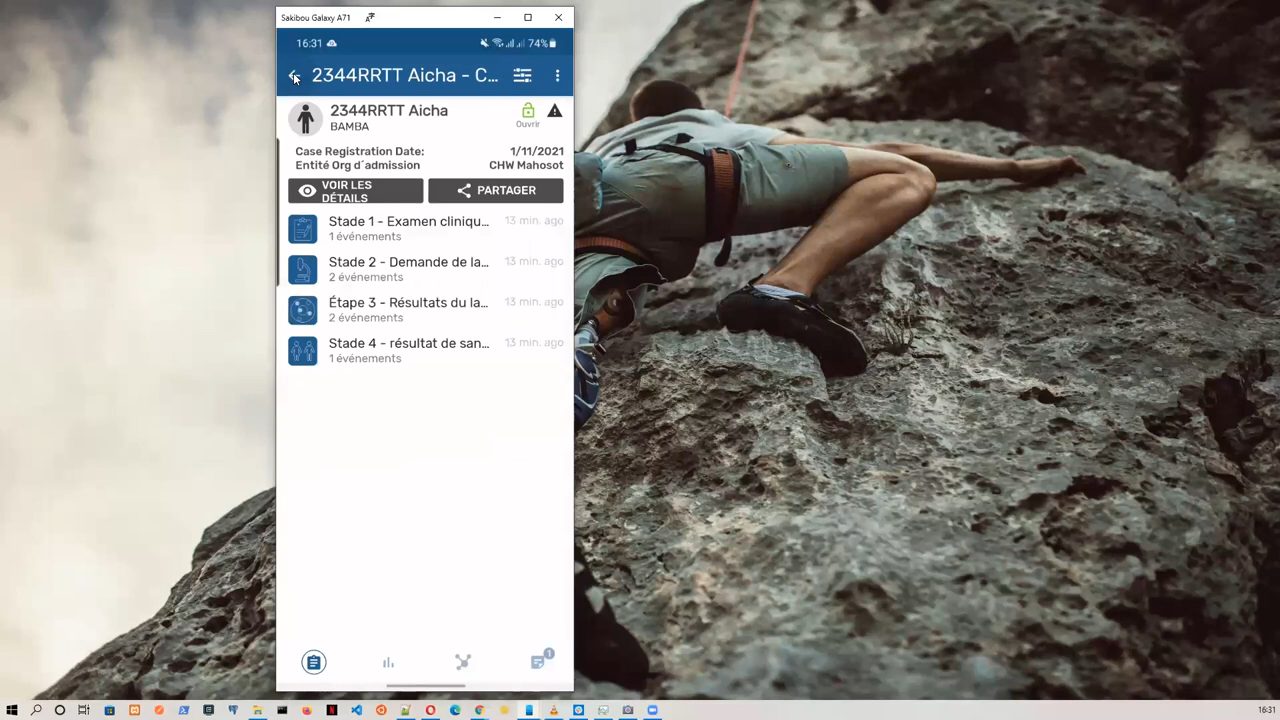 Sakibou Galaxy A71
16:31
74%
2344RRTT Aicha - C...
2344RRTT Aicha
BAMBA
Ouvrir
Case Registration Date: 1/11/2021
Entité Org d´admission CHW Mahosot
VOIR LES DÉTAILS
PARTAGER
Stade 1 - Examen cliniqu... 13 min. ago
1 événements
Stade 2 - Demande de la... 13 min. ago
2 événements
Étape 3 - Résultats du la... 13 min. ago
2 événements
Stade 4 - résultat de san... 13 min. ago
1 événements
1
16:31